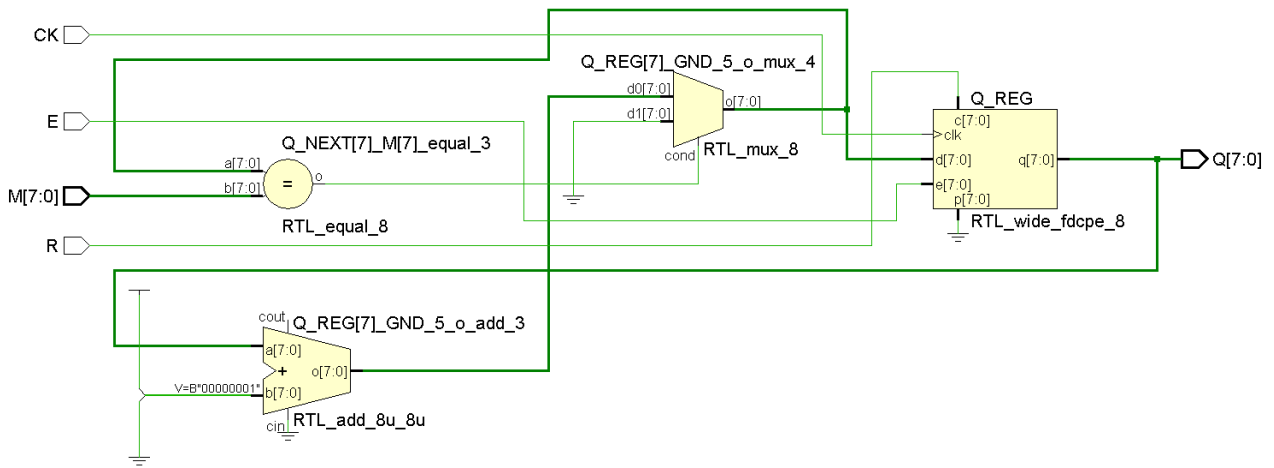 CK
Q_REG[7]_GND_5_o_mux_4
d0[7:0]
o[7:0]
d1[7:0]
cond
RTL_mux_8
Q_REG
c[7:0]
clk
d[7:0]
q[7:0]
e[7:0]
p[7:0]
RTL_wide_fdcpe_8
Q[7:0]
E
Q_NEXT[7]_M[7]_equal_3
a[7:0]
=
o
M[7:0]
b[7:0]
RTL_equal_8
R
cout
Q_REG[7]_GND_5_o_add_3
a[7:0]
+
o[7:0]
V=B"00000001"
b[7:0]
cin
RTL_add_8u_8u